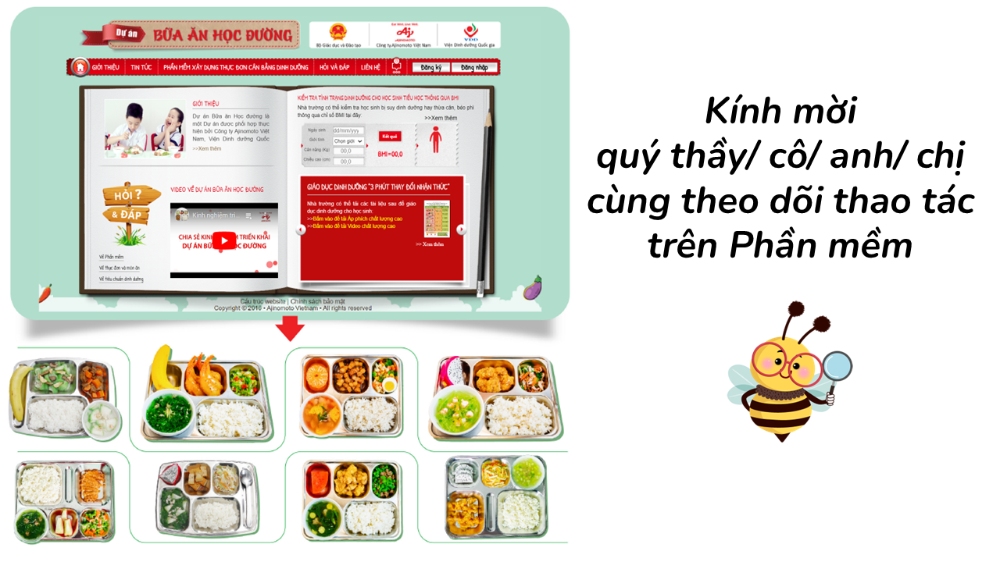 Dự án
BỮA ĂN HỌC ĐƯỜNG
Bộ Giáo dục và Đào tạo
Eat Well, Live Well.
AJINOMOTO
Công ty Ajinomoto Việt Nam
VDD
Viện Dinh dưỡng Quốc gia
GIỚI THIỆU
TIN TỨC
PHẦN MỀM XÂY DỰNG THỰC ĐƠN CÂN BẰNG DINH DƯỠNG
HỎI VÀ ĐÁP
LIÊN HỆ
0
Đăng ký
Đăng nhập
GIỚI THIỆU
Dự án Bữa ăn Học đường là
một Dự án được phối hợp thực
hiện bởi Công ty Ajinomoto Việt
Nam, Viện Dinh dưỡng Quốc
>>Xem thêm
HỎI ?
& ĐÁP
Về Phần mềm
Về thực đơn và món ăn
Về tiêu chuẩn dinh dưỡng
VIDEO VỀ DỰ ÁN BỮA ĂN HỌC ĐƯỜNG
Kinh nghiệm tri...
CHIA SẺ KINH M TRIỂN KHAI
DỰ ÁN BỮ HỌC ĐƯỜNG
KIỂM TRA TÌNH TRẠNG DINH DƯỠNG CHO HỌC SINH TIỂU HỌC THÔNG QUA BMI
Nhà trường có thể kiểm tra học sinh bị suy dinh dưỡng hay thừa cân, béo phì
thông qua chỉ số BMI tại đây:
>>Xem thêm
Ngày sinh
dd/mm/yyy
Giới tính
Chọn giới
Cân nặng (Kg)
00,0
Chiều cao (cm)
00,0
Kết quả
BMI=00,0
GIÁO DỤC DINH DƯỠNG "3 PHÚT THAY ĐỔI NHẬN THỨC"
Nhà trường có thể tải các tài liệu sau để giáo
dục dinh dưỡng cho học sinh:
>>Bấm vào để tải Áp phích chất lượng cao
>>Bấm vào để tải Video chất lượng cao
>> Xem thêm
Cấu trúc website | Chính sách bảo mật
Copyright © 2016 • Ajinomoto Vietnam • All rights reserved
Kính mời
quý thầy/ cô/ anh/ chị
cùng theo dõi thao tác
trên Phần mềm